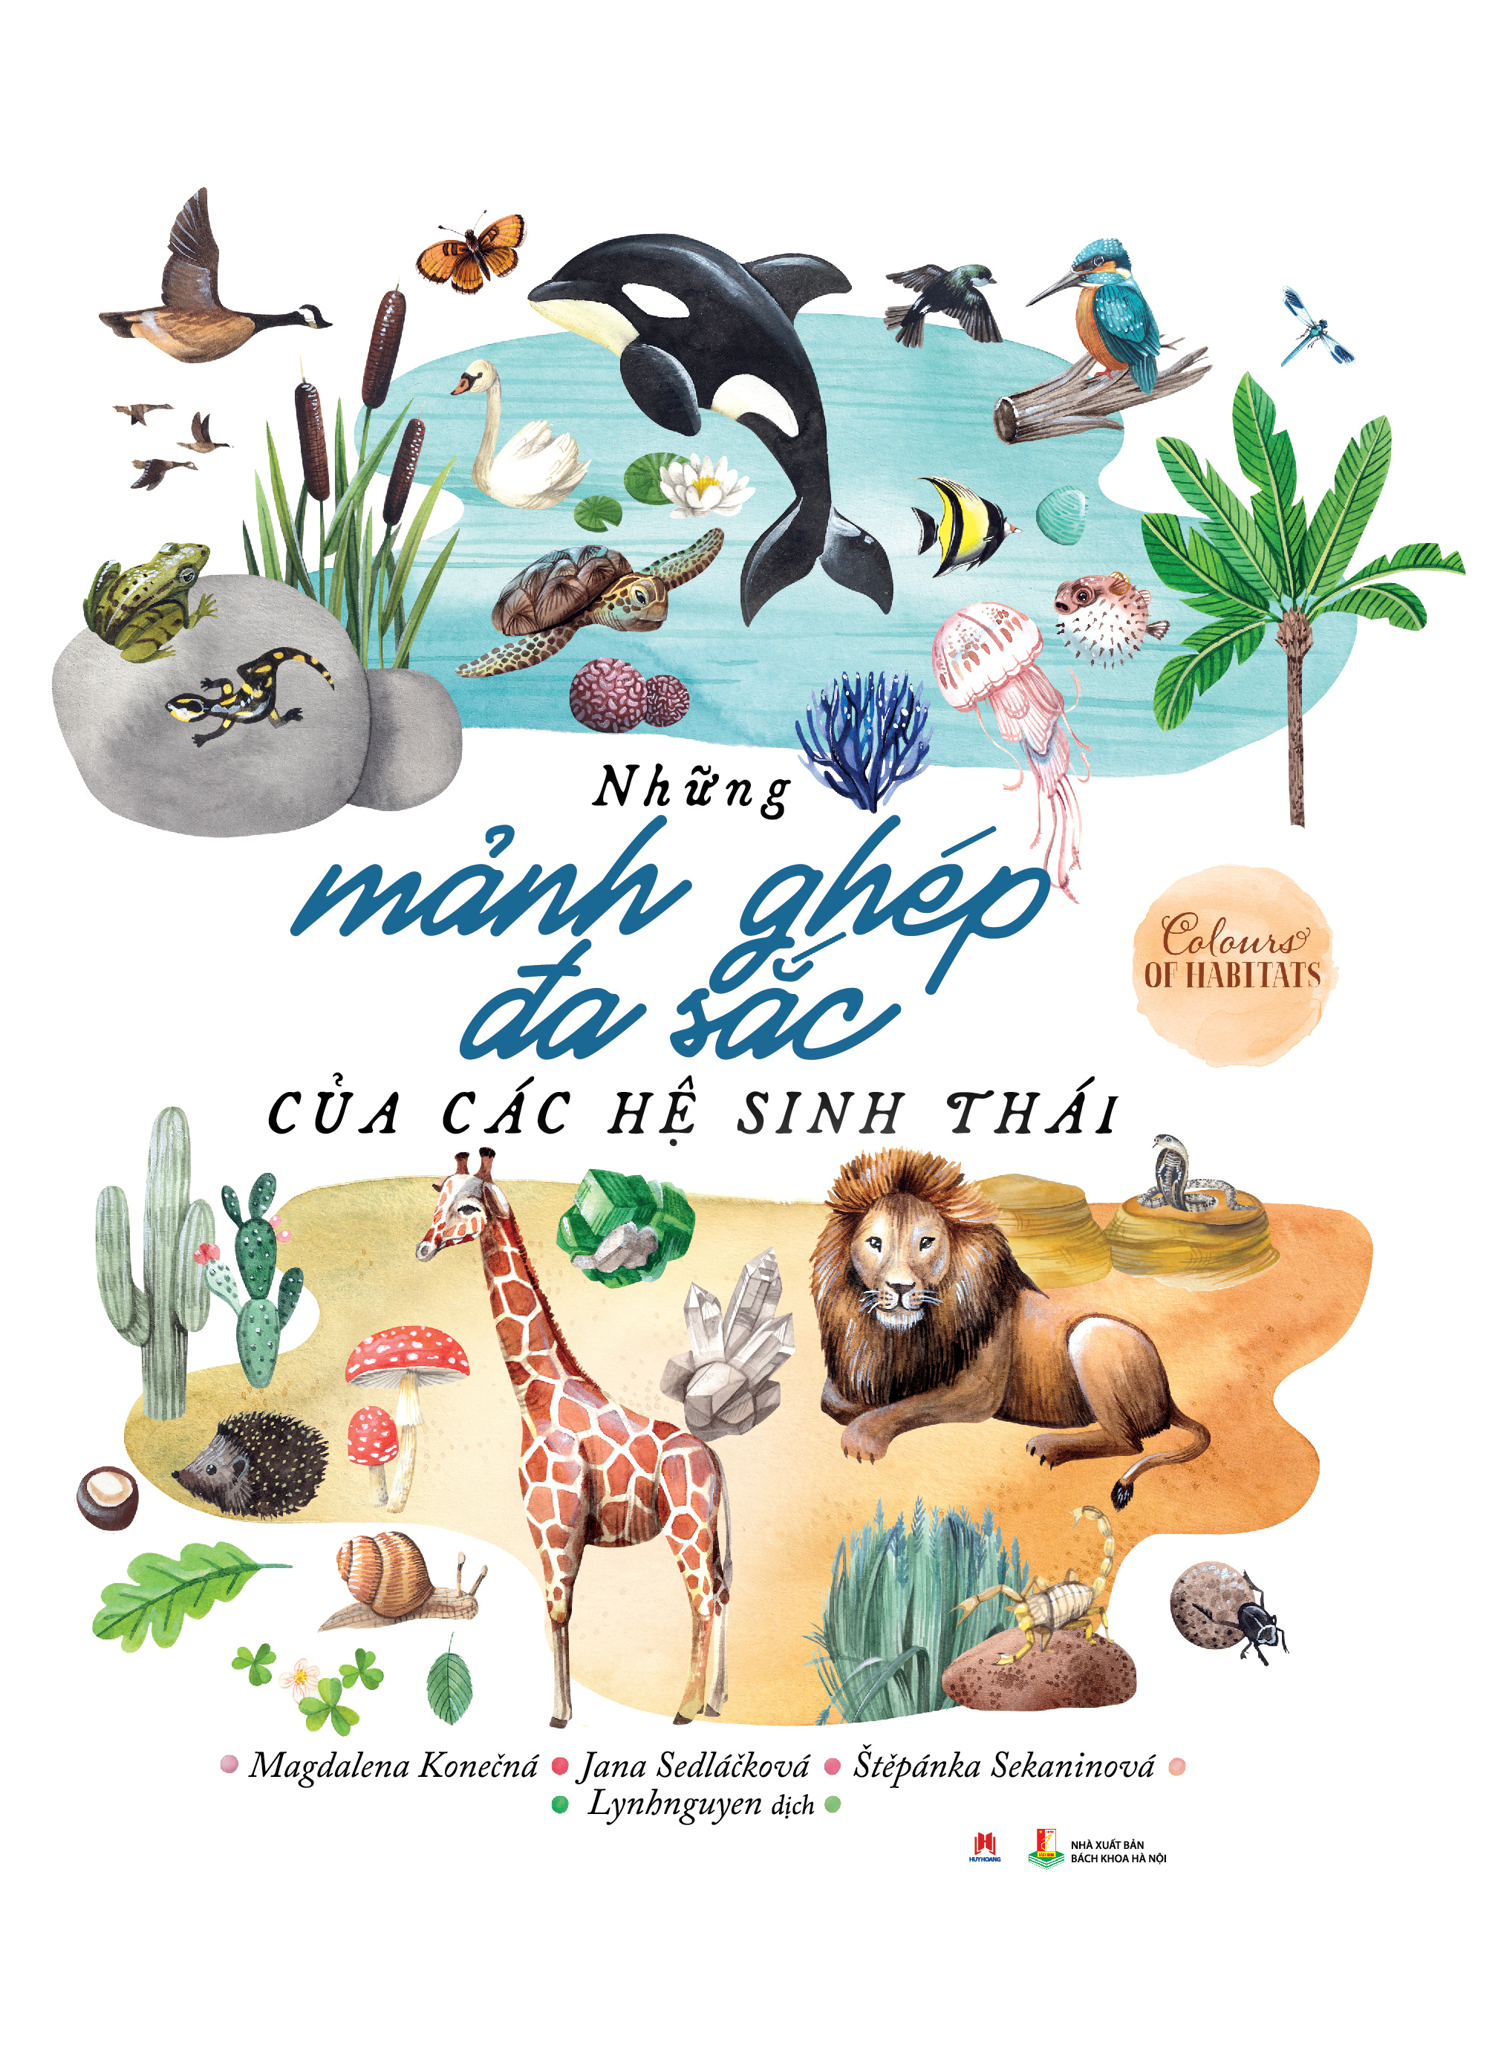 Những
mảnh ghép
đa sắc
Colours
OF HABITATS
CỦA CÁC HỆ SINH THÁI
Magdalena Konečná Jana Sedláčková Štěpánka Sekaninová
Lynhnguyen dịch
HUYHOANG
NHÀ XUẤT BẢN
BÁCH KHOA HÀ NỘI